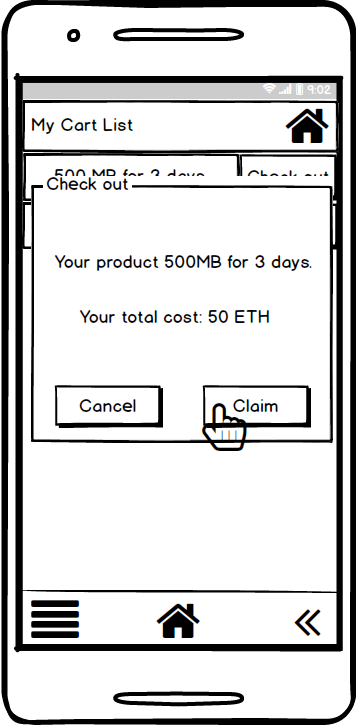 9:02
My Cart List
500 MB for 3 days
Check out
Check out
Your product 500MB for 3 days.
Your total cost: 50 ETH
Cancel
Claim